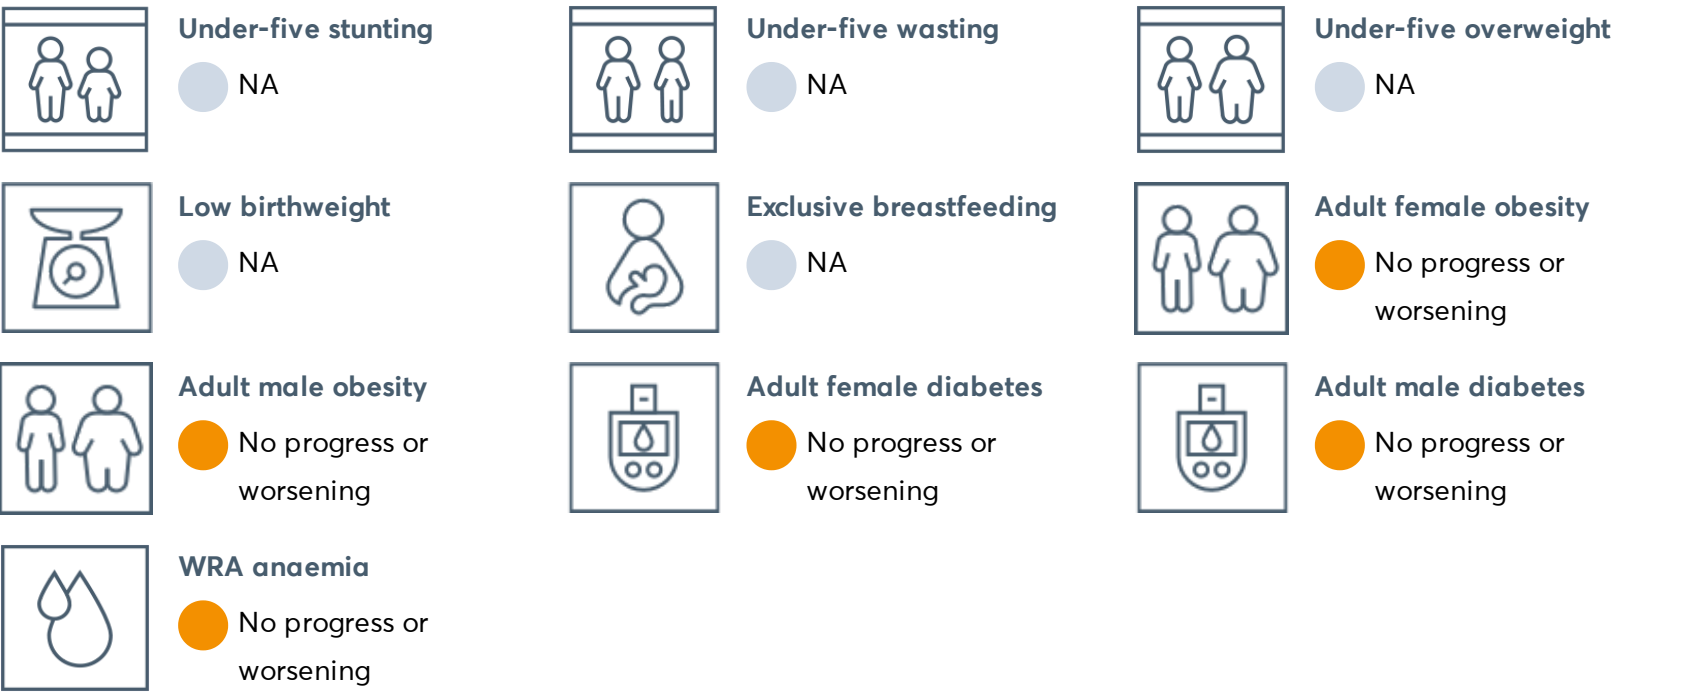 Under-five stunting
NA
Under-five wasting
NA
Under-five overweight
NA
Low birthweight
NA
Exclusive breastfeeding
NA
Adult female obesity
No progress or
worsening
Adult male obesity
No progress or
worsening
Adult female diabetes
No progress or
worsening
Adult male diabetes
No progress or
worsening
WRA anaemia
No progress or
worsening